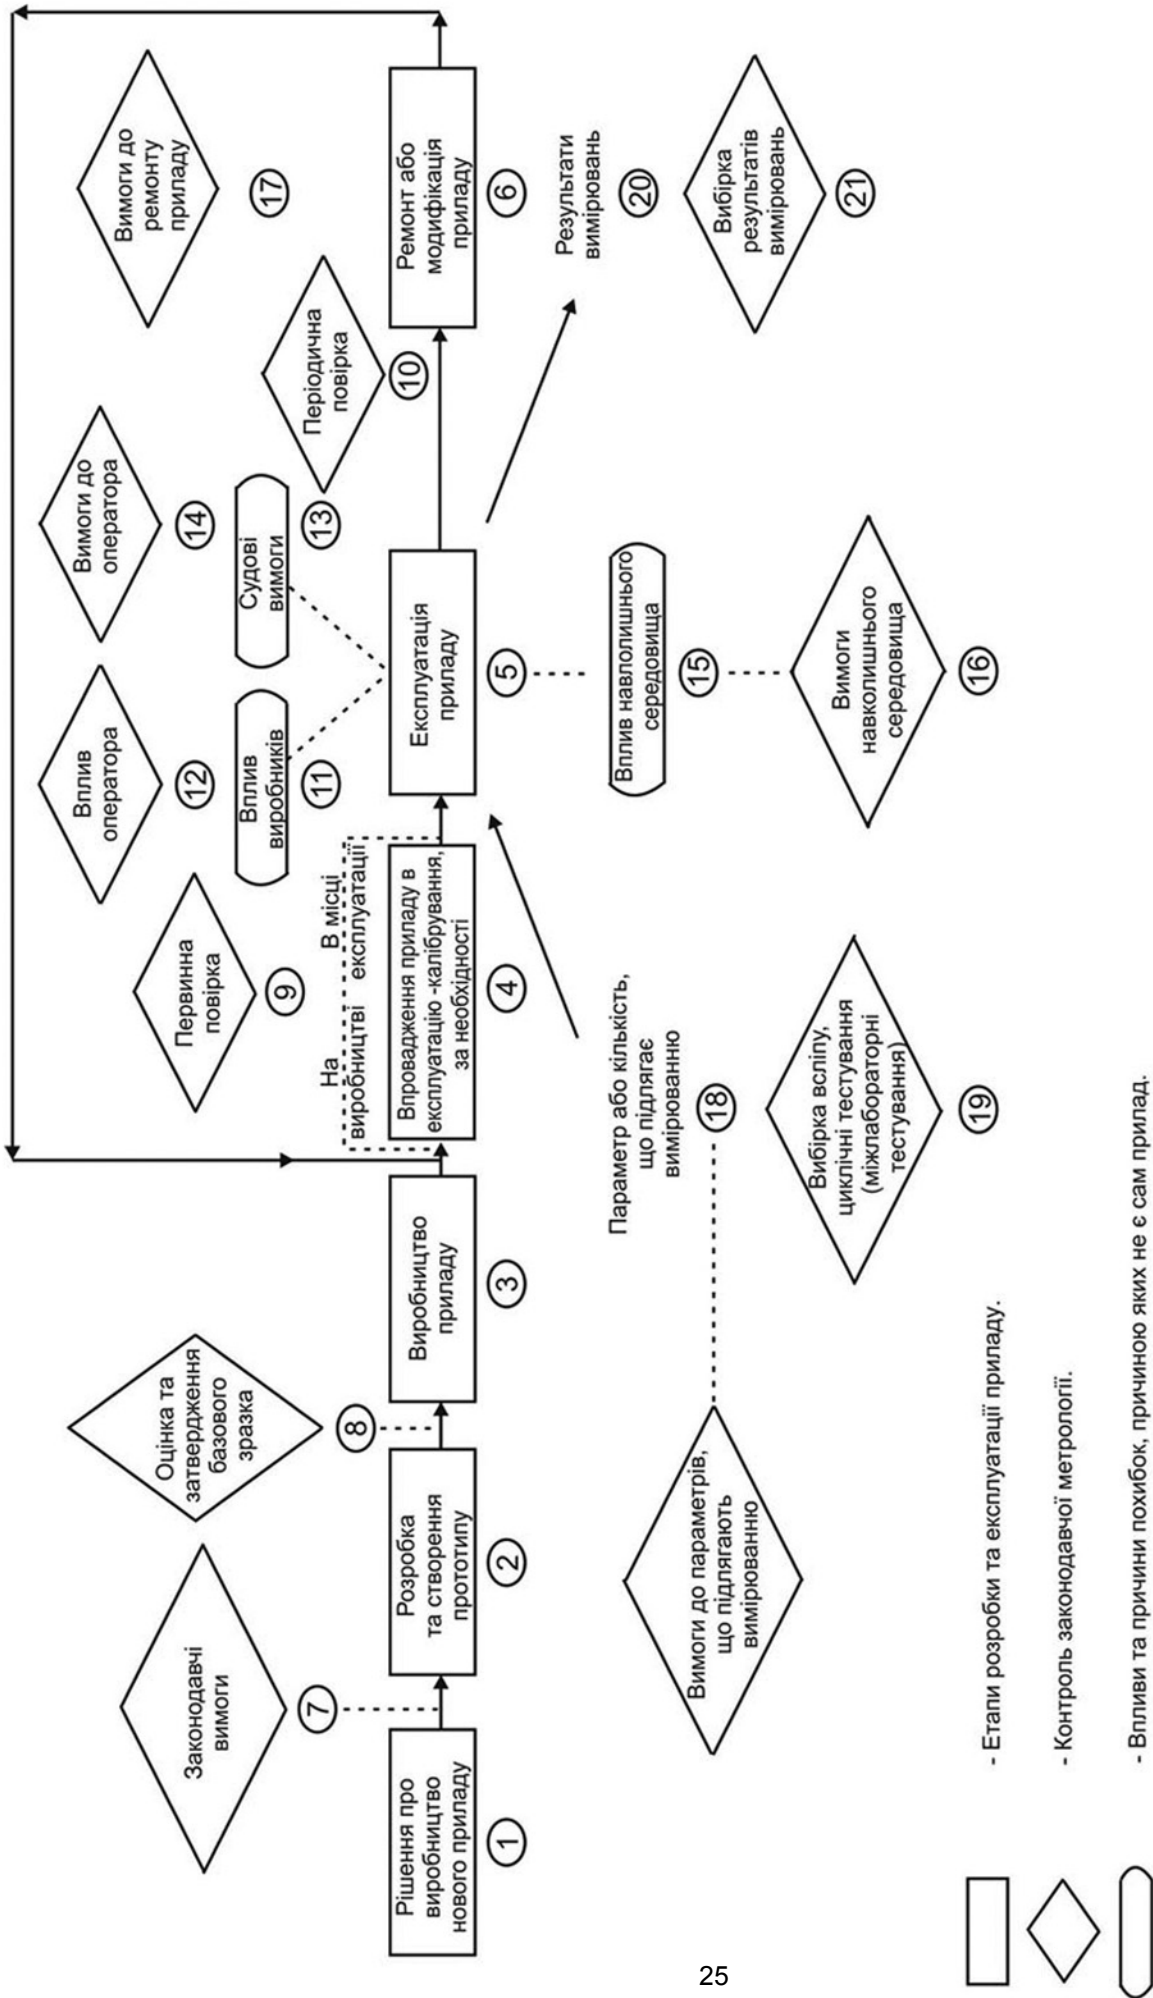 Законодавчі
вимоги
7
Оцінка та
затвердження
базового
зразка
8
Первинна
повірка
9
Вплив
оператора
12
Вимоги до
оператора
14
Вимоги до
ремонту
приладу
17
Вплив
виробників
11
Судові
вимоги
13
Періодична
повірка
10
На
виробництві
В місці
експлуатації
Рішення про
виробництво
нового приладу
1
Розробка
та створення
прототипу
2
Виробництво
приладу
3
Впровадження приладу в
експлуатацію -калібрування,
за необхідності
4
Експлуатація
приладу
5
Ремонт або
модифікація
приладу
6
Вимоги до параметрів,
що підлягають
вимірюванню
Параметр або кількість,
що підлягає
вимірюванню
18
Вплив навлолишнього
середовища
15
Результати
вимірювань
20
Вибірка всліпу,
циклічні тестування
(міжлабораторні
тестування)
19
Вимоги
навколишнього
середовища
16
Вибірка
результатів
вимірювань
21
- Етапи розробки та експлуатації приладу.
- Контроль законодавчої метрології.
- Впливи та причини похибок, причиною яких не є сам прилад.
25